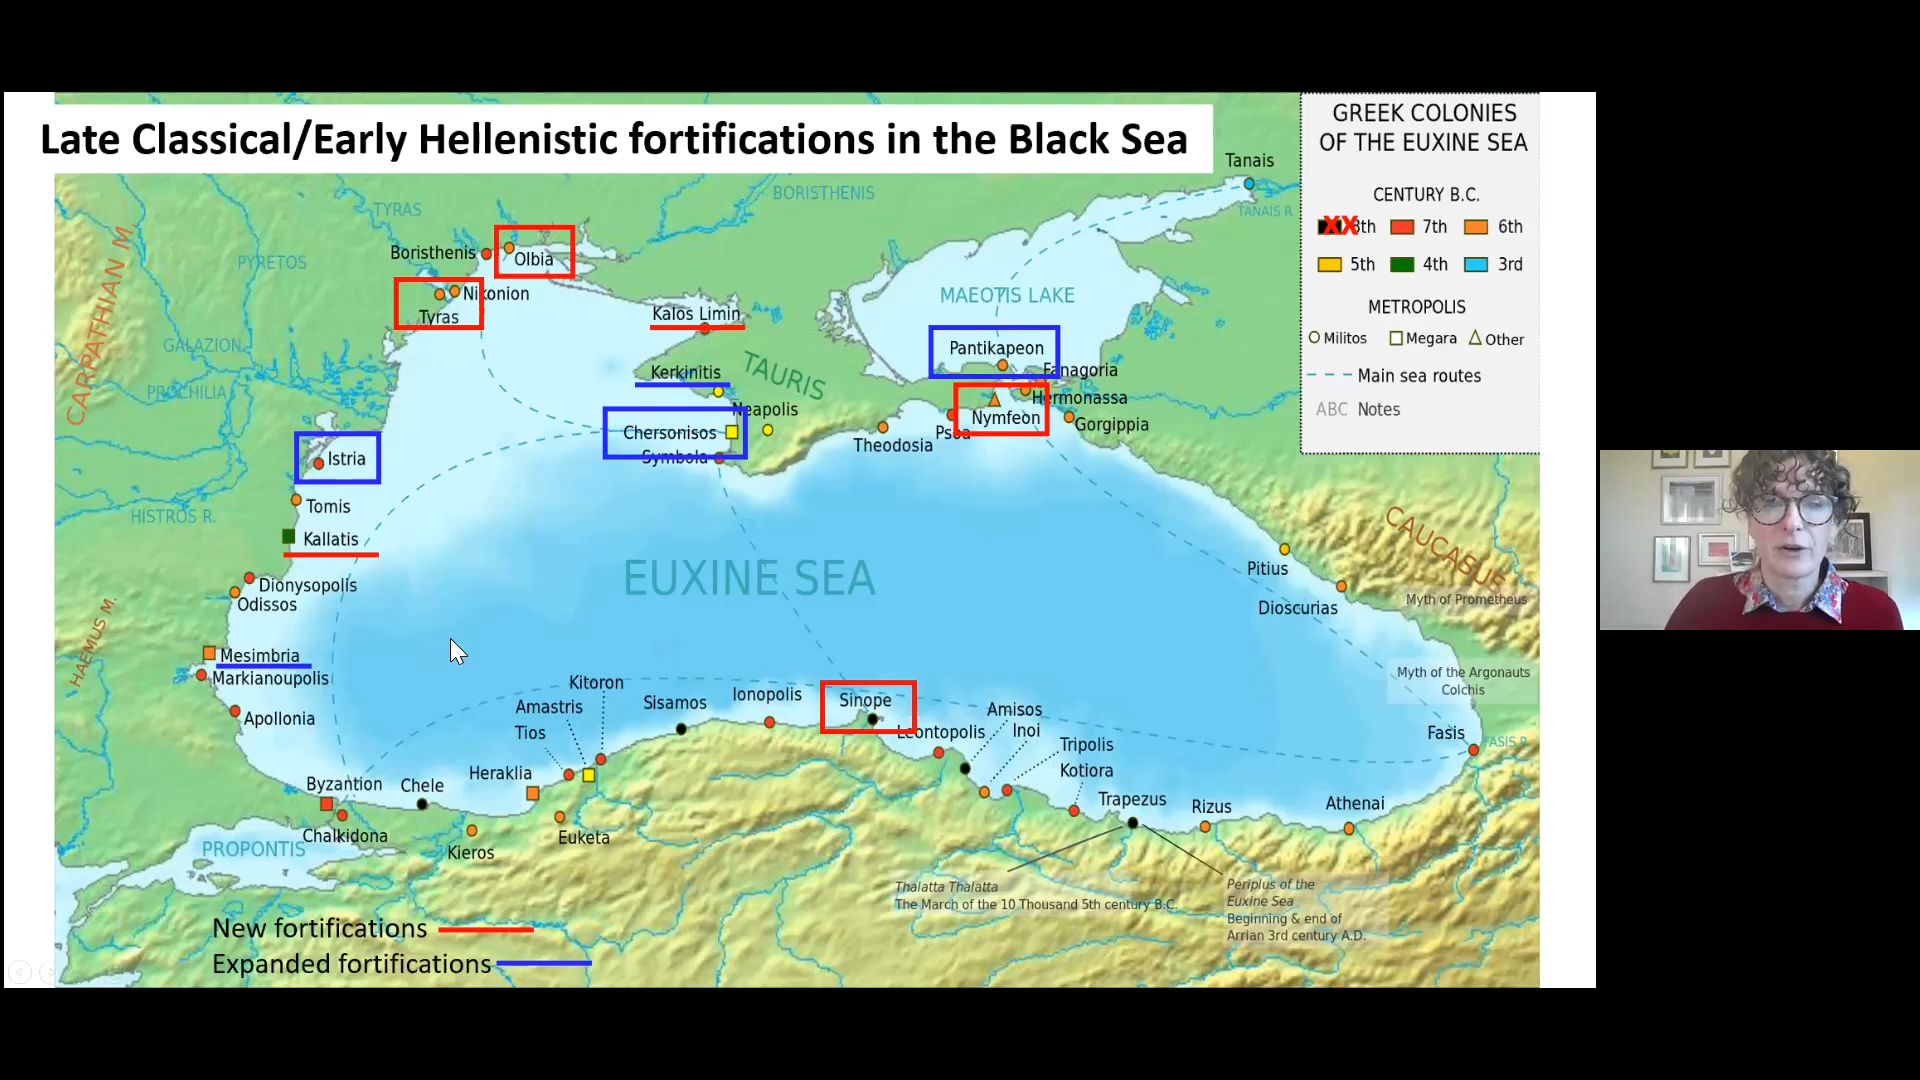 Late Classical/Early Hellenistic fortifications in the Black Sea
GREEK COLONIES
OF THE EUXINE SEA
CENTURY B.C.
8th
7th
6th
5th
4th
3rd
METROPOLIS
Militos
Megara
Other
Main sea routes
ABC Notes
Tanais
TANAIS R.
BORISTHENIS
TYRAS
Boristhenis
Olbia
PYRETOS
Nikonion
Tyras
CARPATHIAN M.
MAEOTIS LAKE
Kalos Limin
GALAZION
Pantikapeon
Kerkinitis
TAURIS
Fanagoria
PROCHILIA
Hermonassa
Neapolis
Nymfeon
Gorgippia
Chersonisos
Theodosia
Psoa
Symbola
Istria
Tomis
HISTROS R.
Kallatis
CAUCASUS
Pitius
EUXINE SEA
Dionysopolis
Odissos
Dioscurias
Myth of Prometheus
HAEMUS M.
Mesimbria
Markianoupolis
Myth of the Argonauts
Colchis
Kitoron
Ionopolis
Sinope
Sisamos
Amastris
Amisos
Apollonia
Tios
Leontopolis
Inoi
Fasis
FASIS R.
Tripolis
Heraklia
Kotiora
Byzantion
Chele
Trapezus
Rizus
Athenai
Chalkidona
Euketa
PROPONTIS
Kieros
Thalatta Thalatta
The March of the 10 Thousand 5th century B.C.
Periplus of the
Euxine Sea
Beginning & end of
Arrian 3rd century A.D.
New fortifications
Expanded fortifications